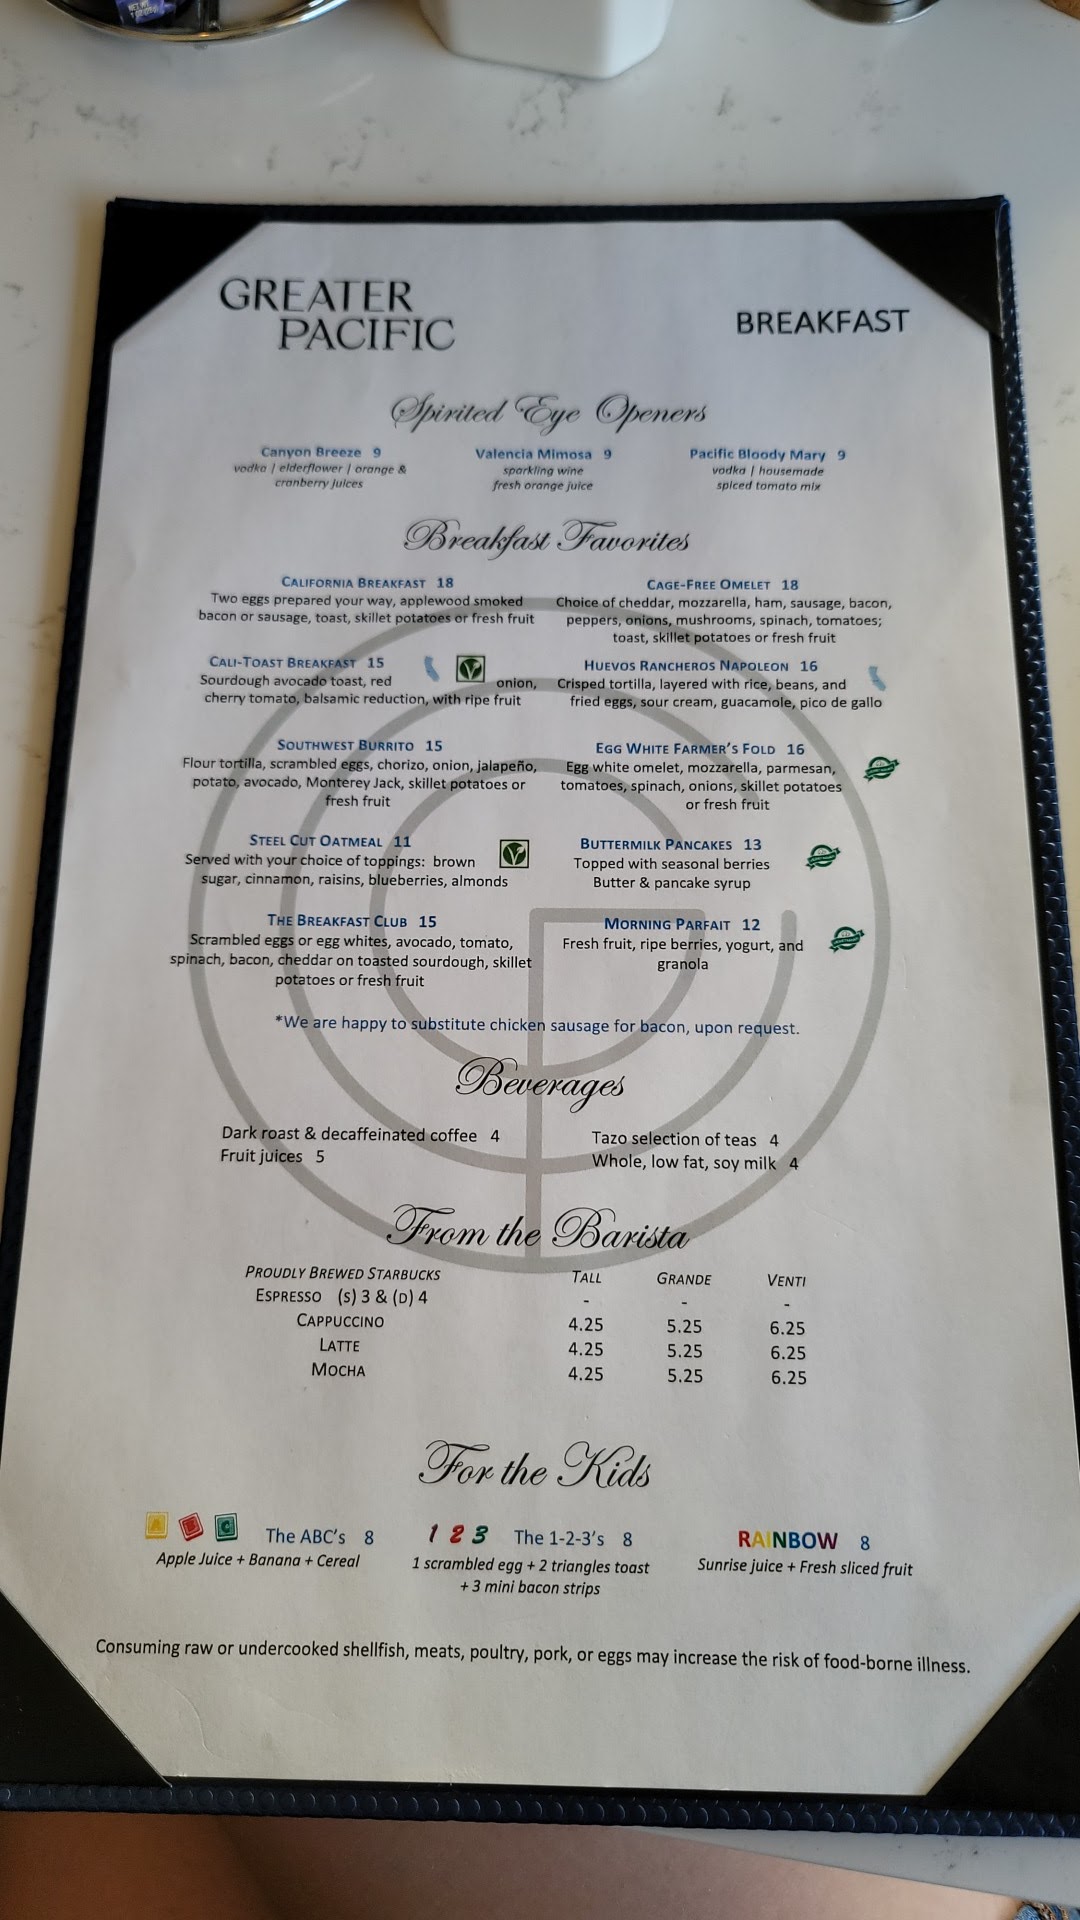 GREATER
PACIFIC
BREAKFAST
Spirited Eye Openers
Canyon Breeze 9
vodka | elderflower | orange &
cranberry juices
Valencia Mimosa 9
sparkling wine
fresh orange juice
Pacific Bloody Mary 9
vodka | housemade
spiced tomato mix
Breakfast Favorites
CALIFORNIA BREAKFAST 18
Two eggs prepared your way, applewood smoked
bacon or sausage, toast, skillet potatoes or fresh fruit
CAGE-FREE OMELET 18
Choice of cheddar, mozzarella, ham, sausage, bacon,
peppers, onions, mushrooms, spinach, tomatoes;
toast, skillet potatoes or fresh fruit
CALI-TOAST BREAKFAST 15
Sourdough avocado toast, red onion,
cherry tomato, balsamic reduction, with ripe fruit
HUEVOS RANCHEROS NAPOLEON 16
Crisped tortilla, layered with rice, beans, and
fried eggs, sour cream, guacamole, pico de gallo
SOUTHWEST BURRITO 15
Flour tortilla, scrambled eggs, chorizo, onion, jalapeño,
potato, avocado, Monterey Jack, skillet potatoes or
fresh fruit
EGG WHITE FARMER'S FOLD 16
Egg white omelet, mozzarella, parmesan,
tomatoes, spinach, onions, skillet potatoes
or fresh fruit
STEEL CUT OATMEAL 11
Served with your choice of toppings: brown
sugar, cinnamon, raisins, blueberries, almonds
BUTTERMILK PANCAKES 13
Topped with seasonal berries
Butter & pancake syrup
THE BREAKFAST CLUB 15
Scrambled eggs or egg whites, avocado, tomato,
spinach, bacon, cheddar on toasted sourdough, skillet
potatoes or fresh fruit
MORNING PARFAIT 12
Fresh fruit, ripe berries, yogurt, and
granola
*We are happy to substitute chicken sausage for bacon, upon request.
Beverages
Dark roast & decaffeinated coffee 4
Fruit juices 5
Tazo selection of teas 4
Whole, low fat, soy milk 4
From the Barista
PROUDLY BREWED STARBUCKS TALL GRANDE VENTI
ESPRESSO (S) 3 & (D) 4 - - -
CAPPUCCINO 4.25 5.25 6.25
LATTE 4.25 5.25 6.25
MOCHA 4.25 5.25 6.25
For the Kids
A B C The ABC's 8
Apple Juice + Banana + Cereal
1 2 3 The 1-2-3's 8
1 scrambled egg + 2 triangles toast
+ 3 mini bacon strips
RAINBOW 8
Sunrise juice + Fresh sliced fruit
Consuming raw or undercooked shellfish, meats, poultry, pork, or eggs may increase the risk of food-borne illness.